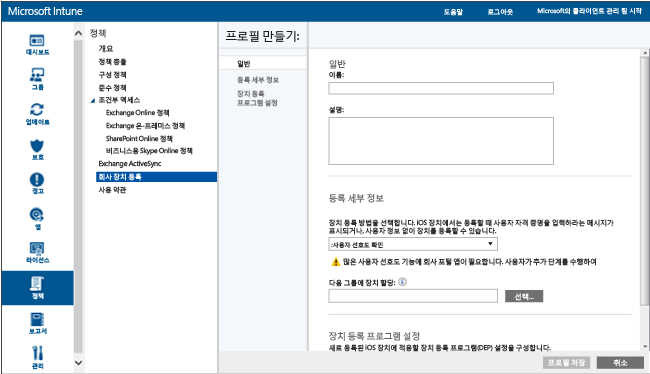 Microsoft Intune
도움말
로그아웃
Microsoft의 클라이언트 관리 팀 시작
대시보드
그룹
업데이트
보호
경고
앱
라이선스
정책
보고서
관리
정책
개요
정책 충돌
구성 정책
준수 정책
조건부 액세스
Exchange Online 정책
Exchange 온-프레미스 정책
SharePoint Online 정책
비즈니스용 Skype Online 정책
Exchange ActiveSync
회사 장치 등록
사용 약관
프로필 만들기:
일반
등록 세부 정보
장치 등록
프로그램 설정
일반
이름:
설명:
등록 세부 정보
장치 등록 방법을 선택합니다. iOS 장치에서는 등록할 때 사용자 자격 증명을 입력하라는 메시지가
표시되거나, 사용자 정보 없이 장치를 등록할 수 있습니다.
:사용자 선호도 확인
많은 사용자 선호도 기능에 회사 포털 앱이 필요합니다. 사용자가 추가 단계를 수행하여
다음 그룹에 장치 할당:
선택...
장치 등록 프로그램 설정
새로 등록된 iOS 장치에 적용할 장치 등록 프로그램(DEP) 설정을 구성합니다.
프로필 저장
취소